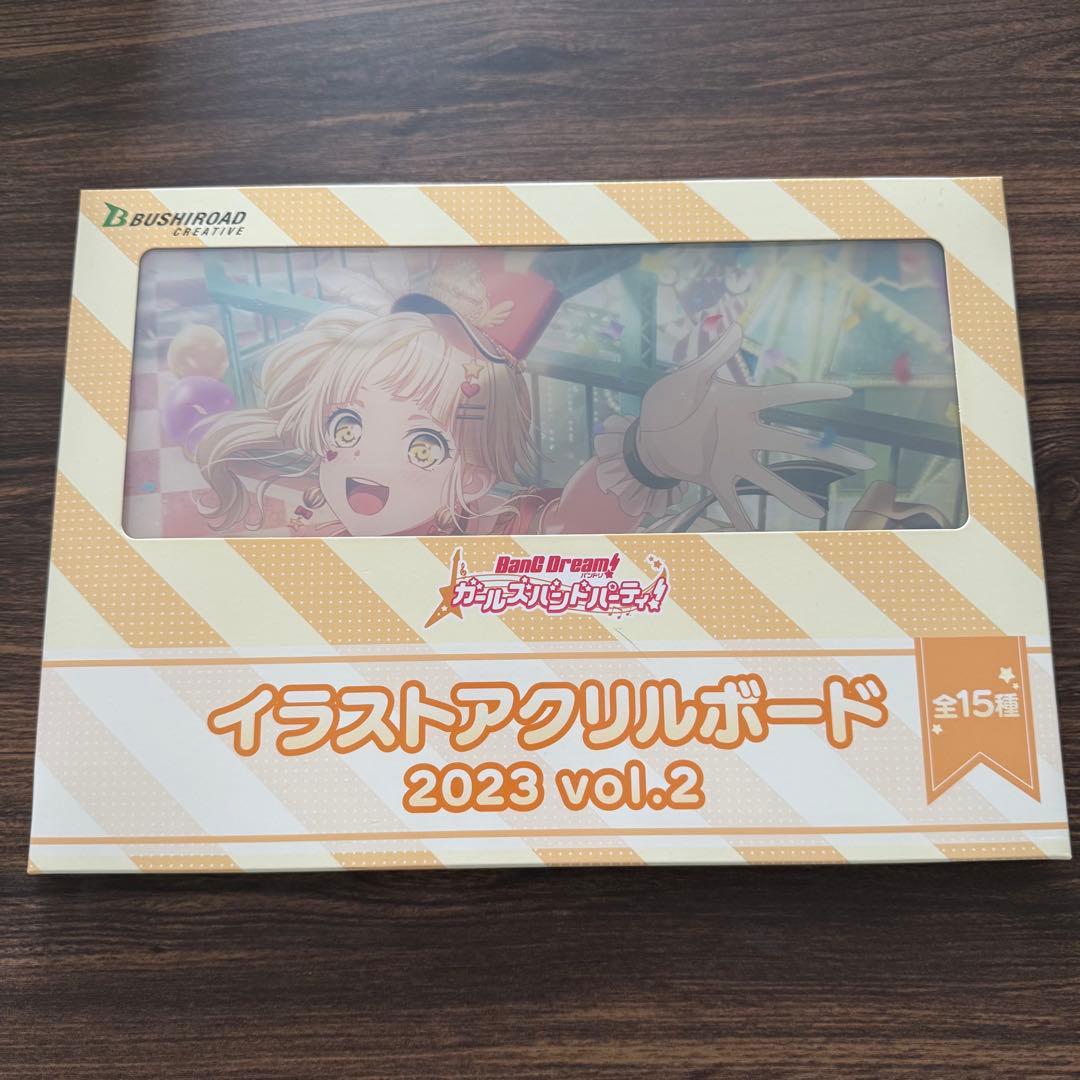 BUSHIROAD
CREATIVE
BanG Dream!
バンドリ!
ガールズバンドパーティ!
イラストアクリルボード
2023 vol.2
全15種